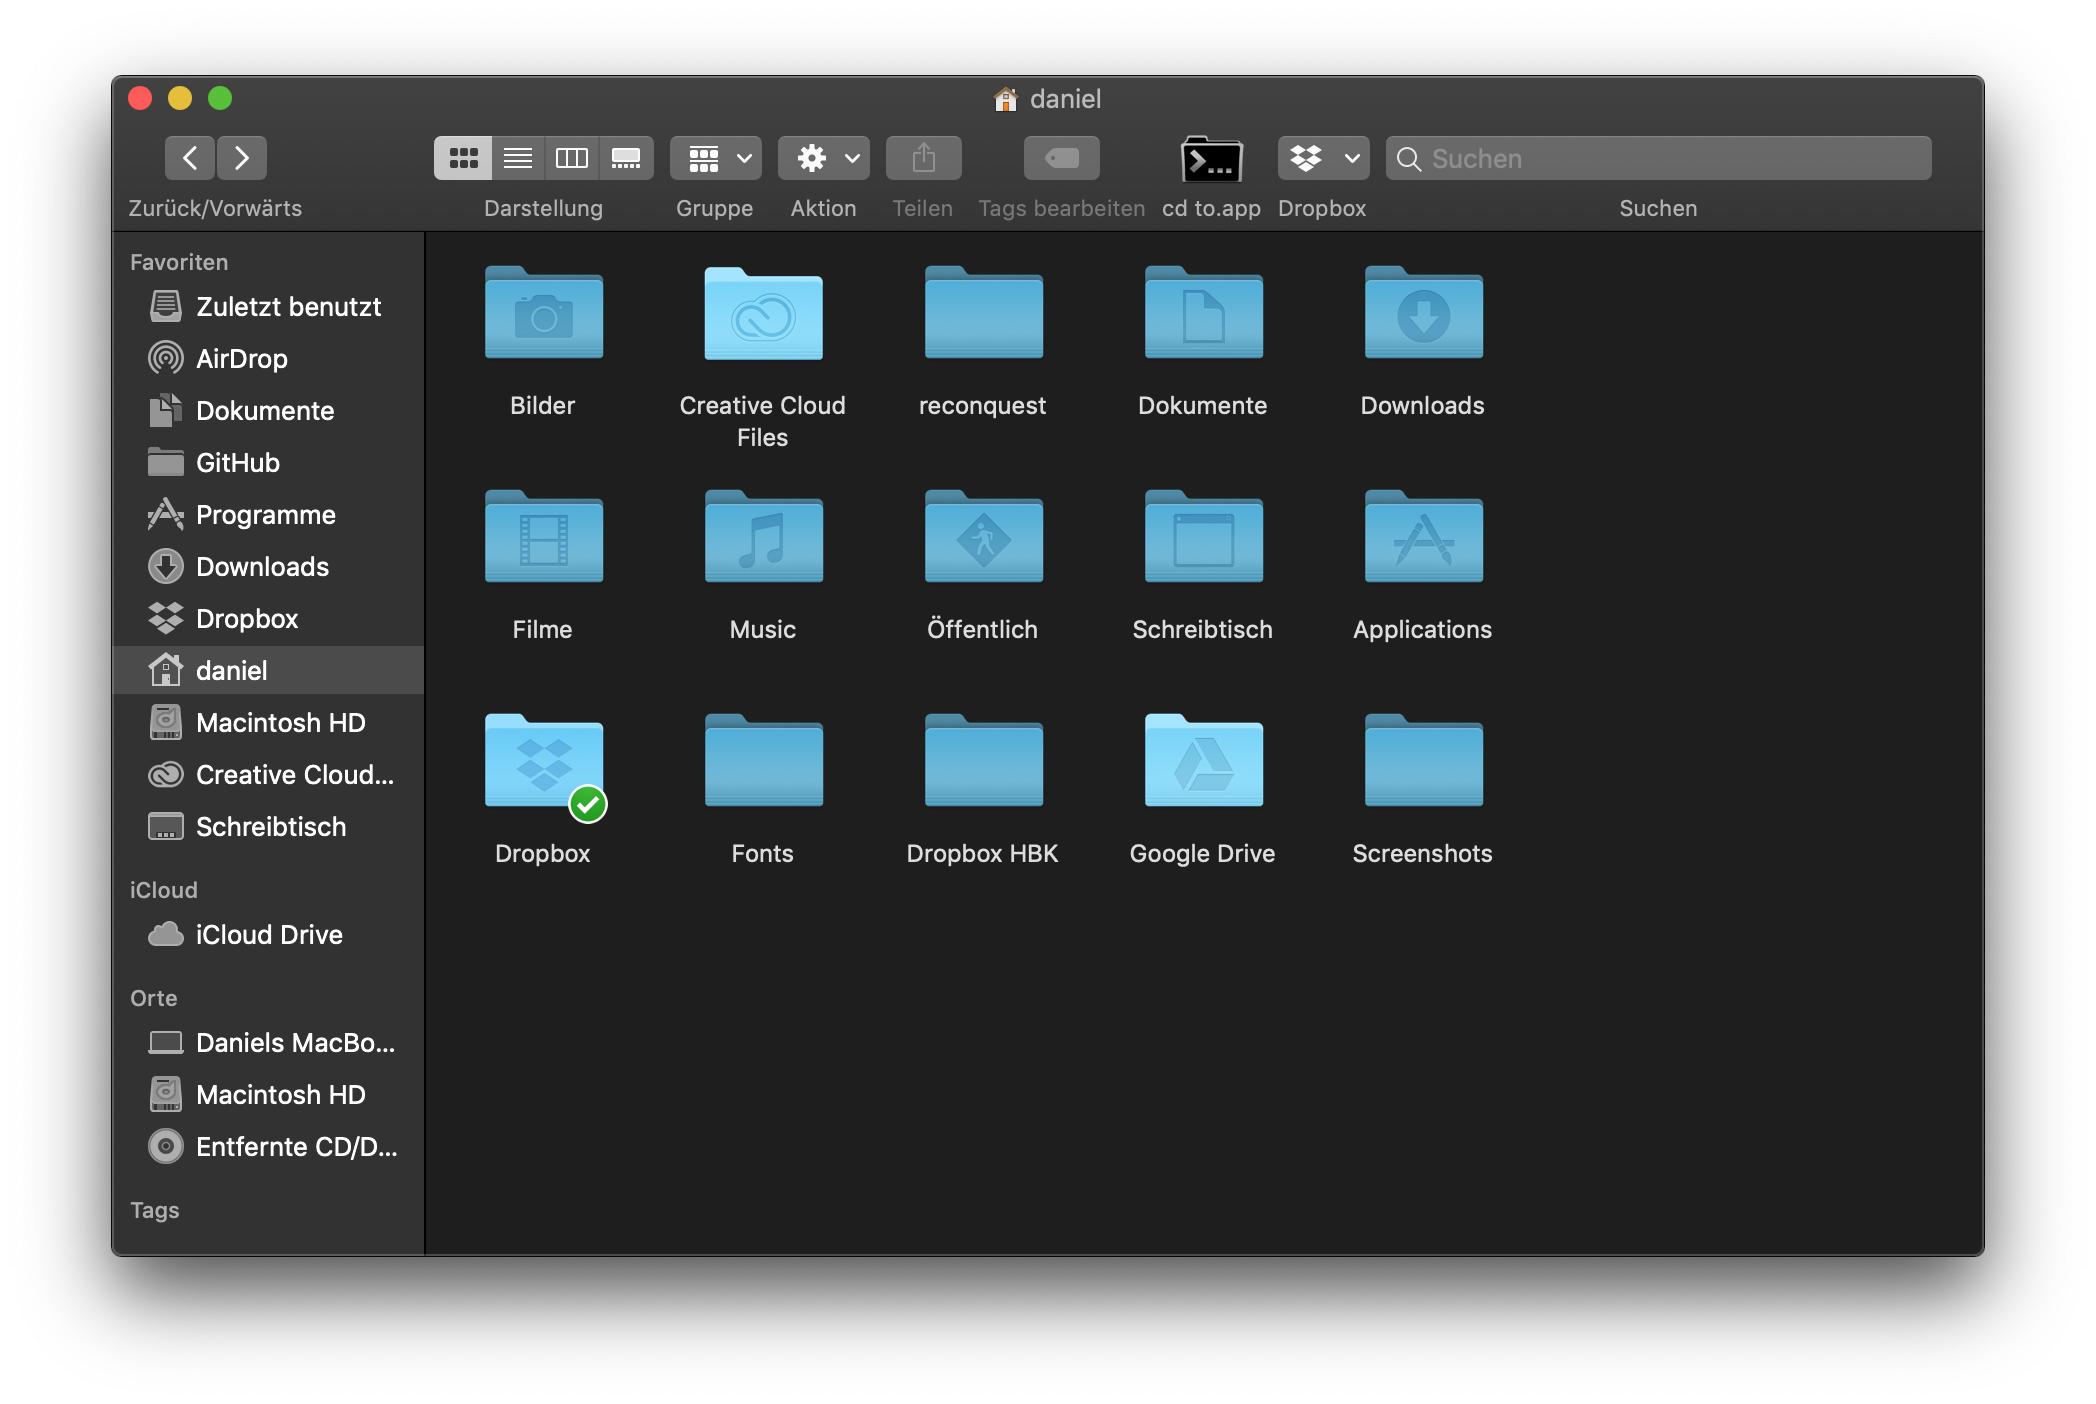 daniel
Suchen
Zurück/Vorwärts
Darstellung
Gruppe
Aktion
Teilen
Tags bearbeiten
cd to.app
Dropbox
Suchen
Favoriten
Zuletzt benutzt
AirDrop
Dokumente
GitHub
Programme
Downloads
Dropbox
daniel
Macintosh HD
Creative Cloud...
Schreibtisch
iCloud
iCloud Drive
Orte
Daniels MacBo...
Macintosh HD
Entfernte CD/D...
Tags
Bilder
Creative Cloud
Files
reconquest
Dokumente
Downloads
Filme
Music
Öffentlich
Schreibtisch
Applications
Dropbox
Fonts
Dropbox HBK
Google Drive
Screenshots